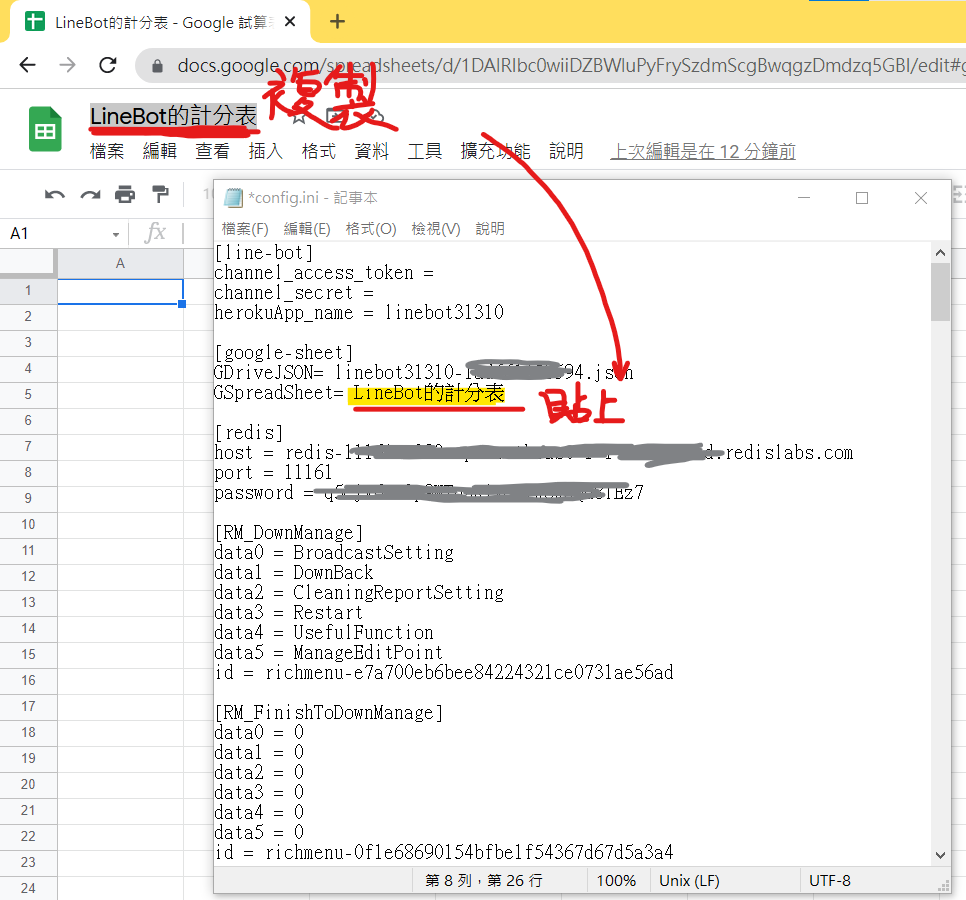 LineBot的計分表 - Google 試算
docs.google.com/spreadsheets/d/1DAlRlbc0wiiDZBWluPyFrySzdmScgBwqgzDmdzq5GBl/edit#g
LineBot的計分表
複製
檔案 編輯 查看 插入 格式 資料 工具 擴充功能 說明 上次編輯是在 12 分鐘前
*config.ini - 記事本
檔案(F) 編輯(E) 格式(O) 檢視(V) 說明
A1 fx
A
1
2
3
4
5
6
7
8
9
10
11
12
13
14
15
16
17
18
19
20
21
22
23
24
[line-bot]
channel_access_token =
channel_secret =
herokuApp_name = linebot31310
[google-sheet]
GDriveJSON= linebot31310-
GSpreadSheet= LineBot的計分表
貼上
[redis]
host = redis- .redislabs.com
port = 11161
password =
[RM_DownManage]
data0 = BroadcastSetting
data1 = DownBack
data2 = CleaningReportSetting
data3 = Restart
data4 = UsefulFunction
data5 = ManageEditPoint
id = richmenu-e7a700eb6bee84224321ce0731ae56ad
[RM_FinishToDownManage]
data0 = 0
data1 = 0
data2 = 0
data3 = 0
data4 = 0
data5 = 0
id = richmenu-0f1e68690154bfbe1f54367d67d5a3a4
第 8 列，第 26 行 100% Unix (LF) UTF-8